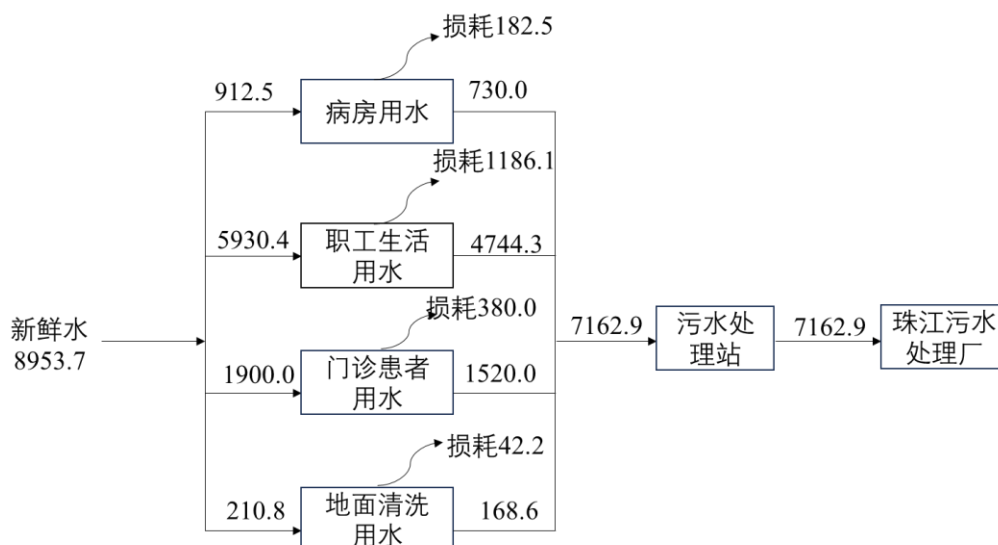 损耗182.5
912.5
病房用水
730.0
损耗1186.1
5930.4
职工生活
用水
4744.3
损耗380.0
新鲜水
8953.7
1900.0
门诊患者
用水
1520.0
7162.9
污水处
理站
7162.9
珠江污水
处理厂
损耗42.2
210.8
地面清洗
用水
168.6